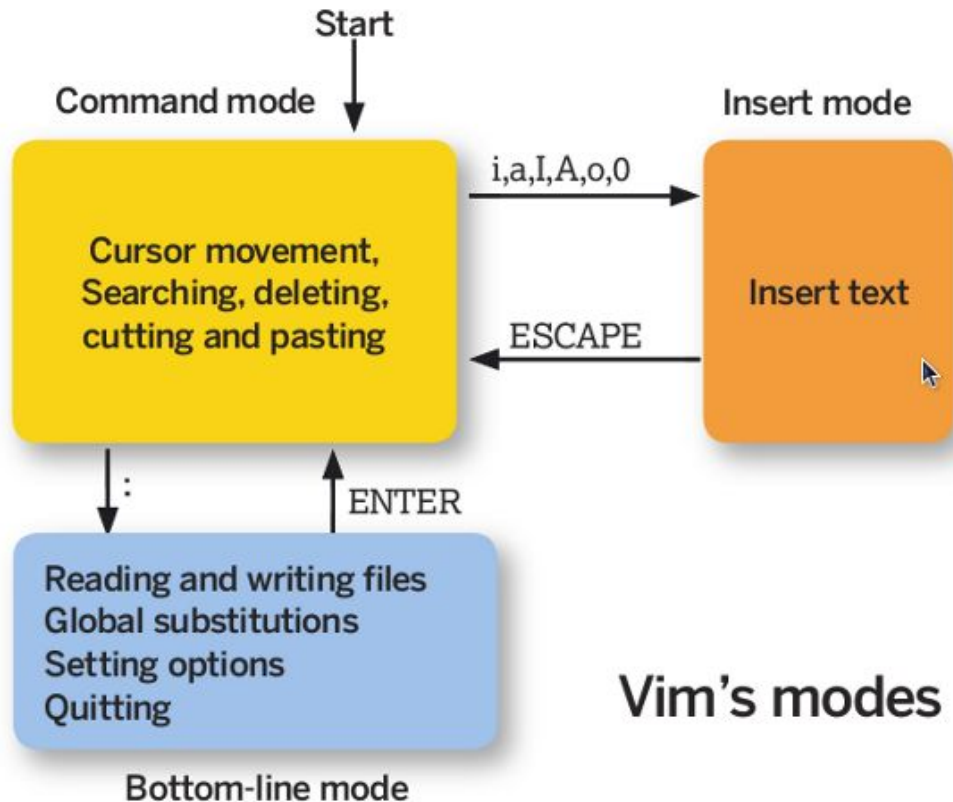 Start
Command mode
Insert mode
i,a,I,A,o,0
Cursor movement,
Searching, deleting,
cutting and pasting
Insert text
ESCAPE
:
ENTER
Reading and writing files
Global substitutions
Setting options
Quitting
Vim’s modes
Bottom-line mode